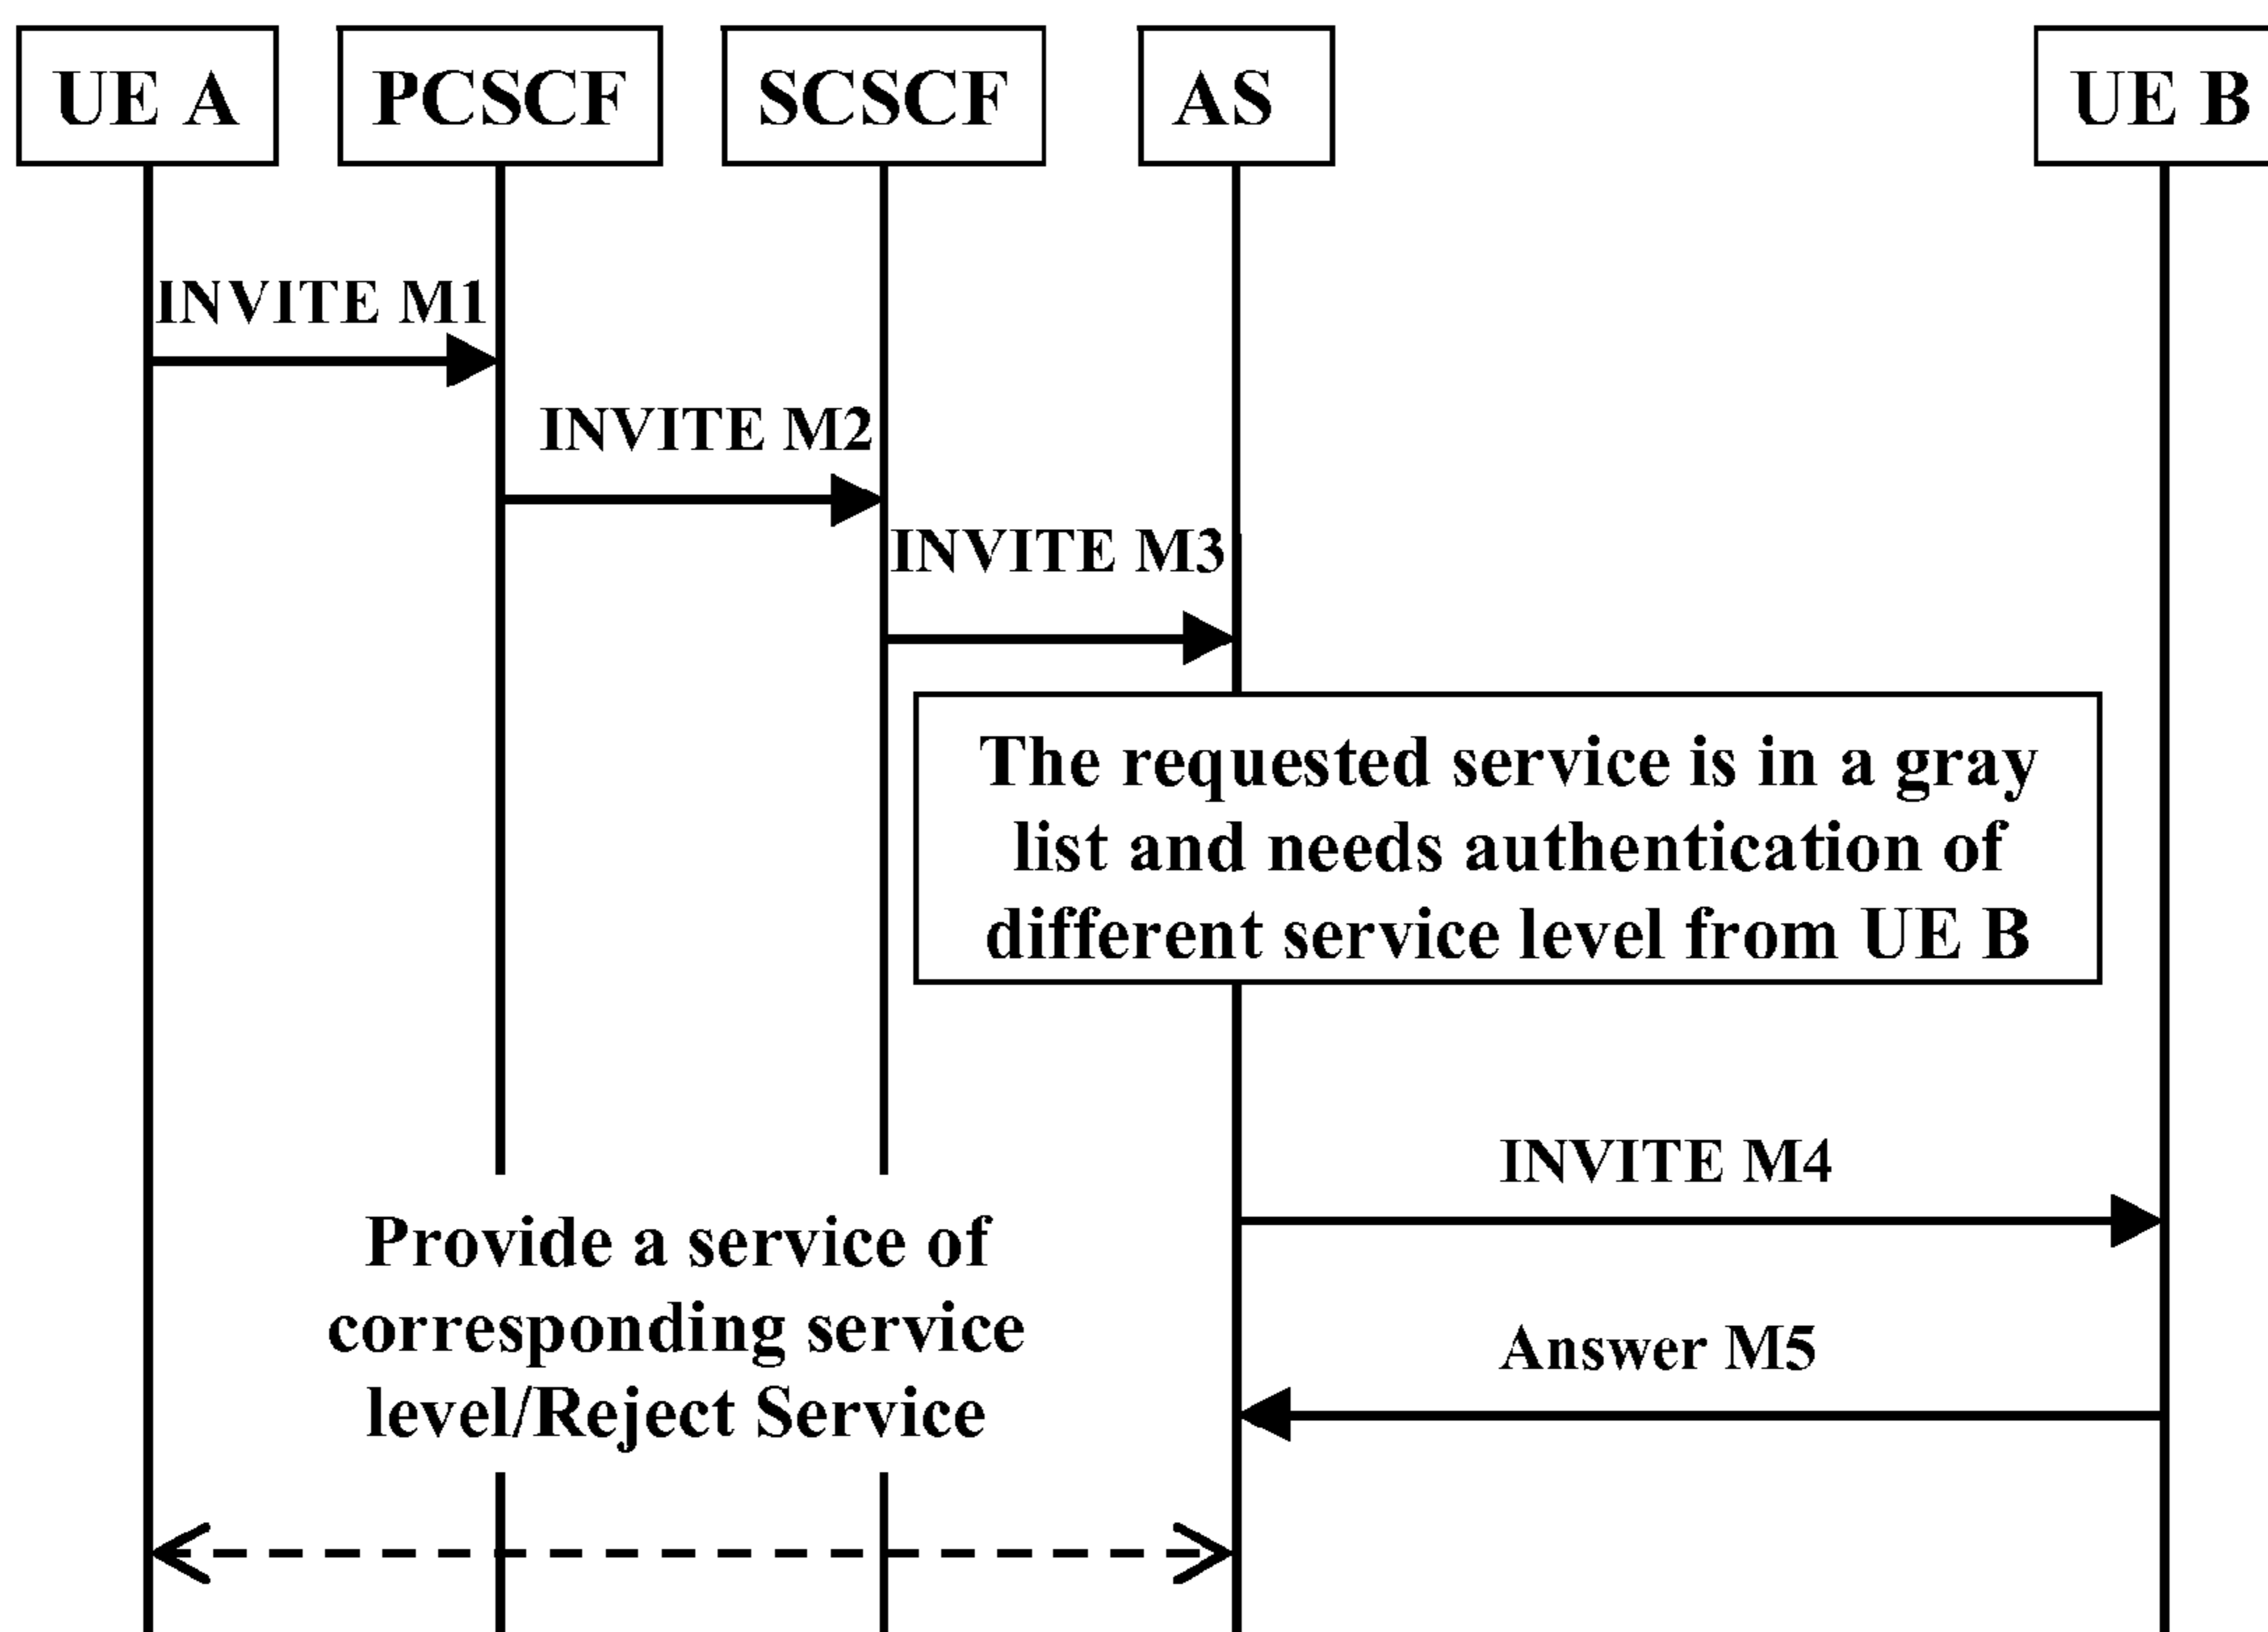 UE A
PCSCF
SCSCF
AS
UE B
INVITE M1
INVITE M2
INVITE M3
The requested service is in a gray
list and needs authentication of
different service level from UE B
INVITE M4
Provide a service of
corresponding service
level/Reject Service
Answer M5